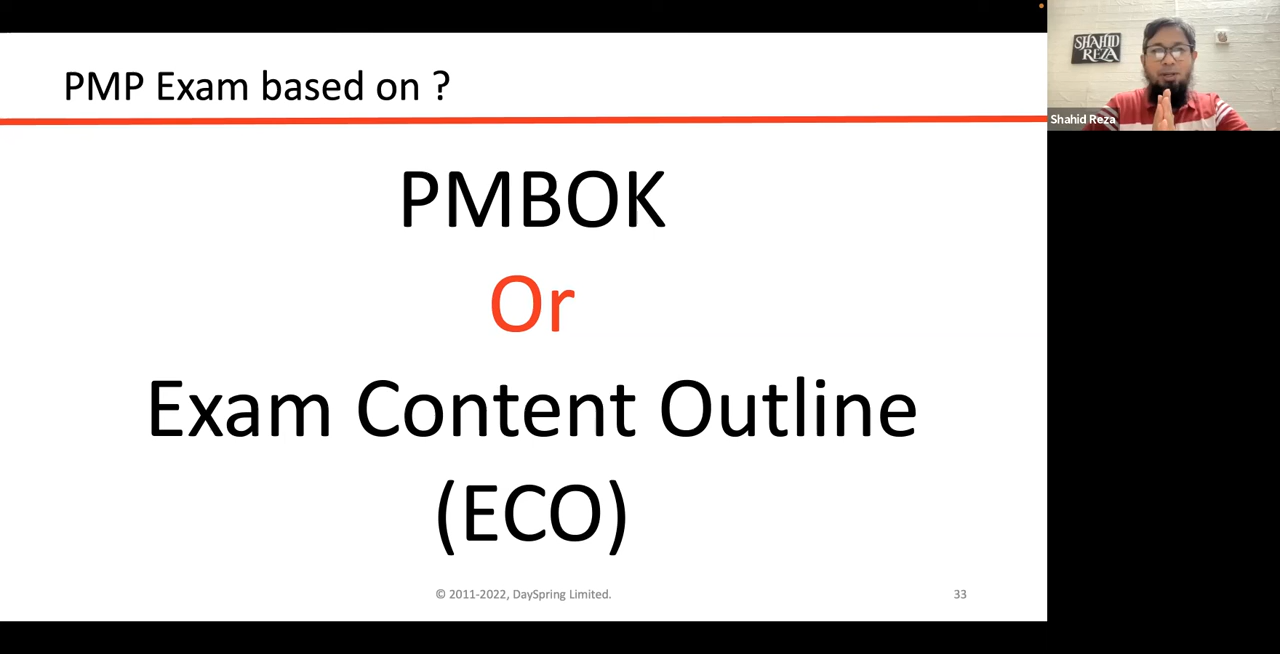 PMP Exam based on ?
PMBOK
Or
Exam Content Outline
(ECO)
© 2011-2022, DaySpring Limited.
33
SHAHID
REZA
Shahid Reza